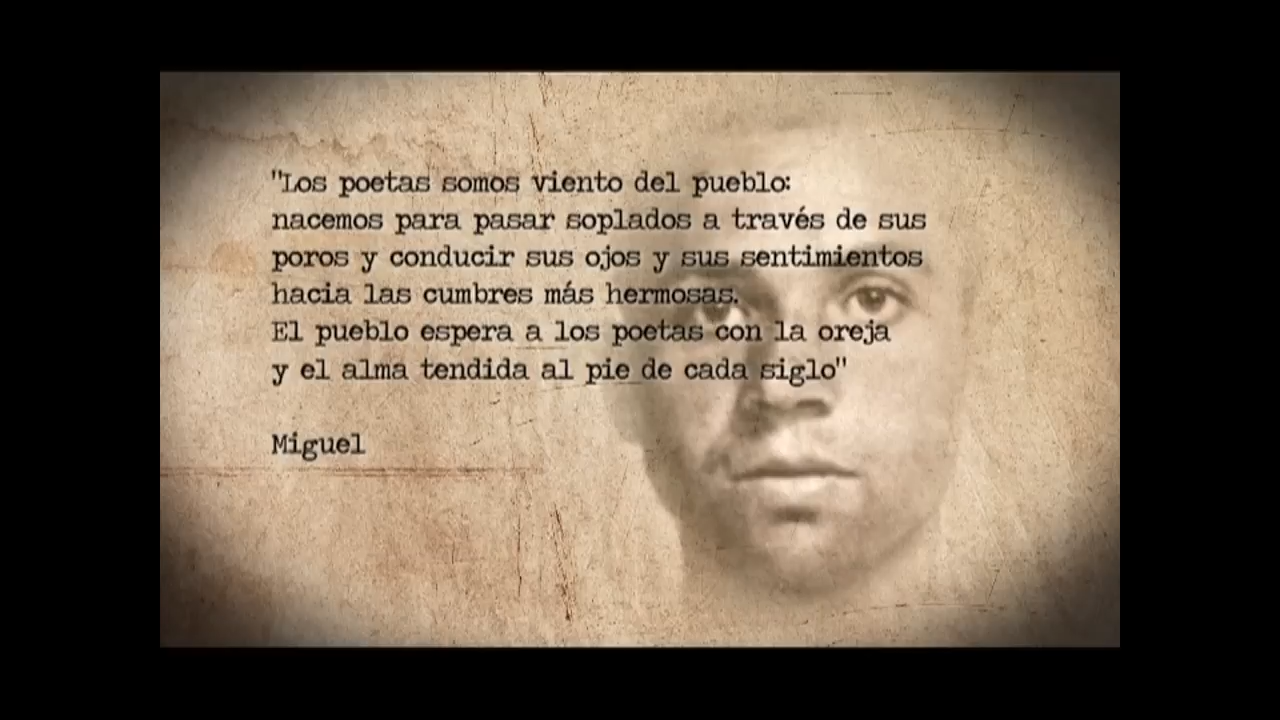 "Los poetas somos viento del pueblo:
nacemos para pasar soplados a través de sus
poros y conducir sus ojos y sus sentimientos
hacia las cumbres más hermosas.
El pueblo espera a los poetas con la oreja
y el alma tendida al pie de cada siglo"
Miguel